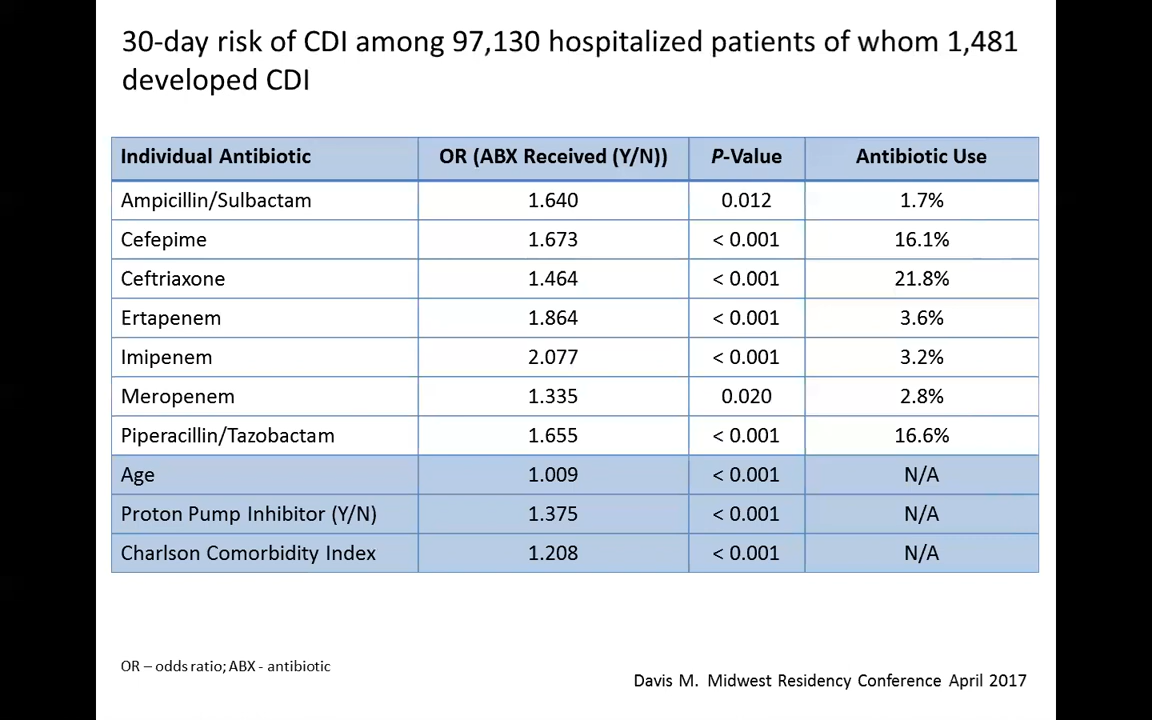 30-day risk of CDI among 97,130 hospitalized patients of whom 1,481
developed CDI
Individual Antibiotic OR (ABX Received (Y/N)) P-Value Antibiotic Use
Ampicillin/Sulbactam 1.640 0.012 1.7%
Cefepime 1.673 < 0.001 16.1%
Ceftriaxone 1.464 < 0.001 21.8%
Ertapenem 1.864 < 0.001 3.6%
Imipenem 2.077 < 0.001 3.2%
Meropenem 1.335 0.020 2.8%
Piperacillin/Tazobactam 1.655 < 0.001 16.6%
Age 1.009 < 0.001 N/A
Proton Pump Inhibitor (Y/N) 1.375 < 0.001 N/A
Charlson Comorbidity Index 1.208 < 0.001 N/A
OR – odds ratio; ABX - antibiotic
Davis M. Midwest Residency Conference April 2017